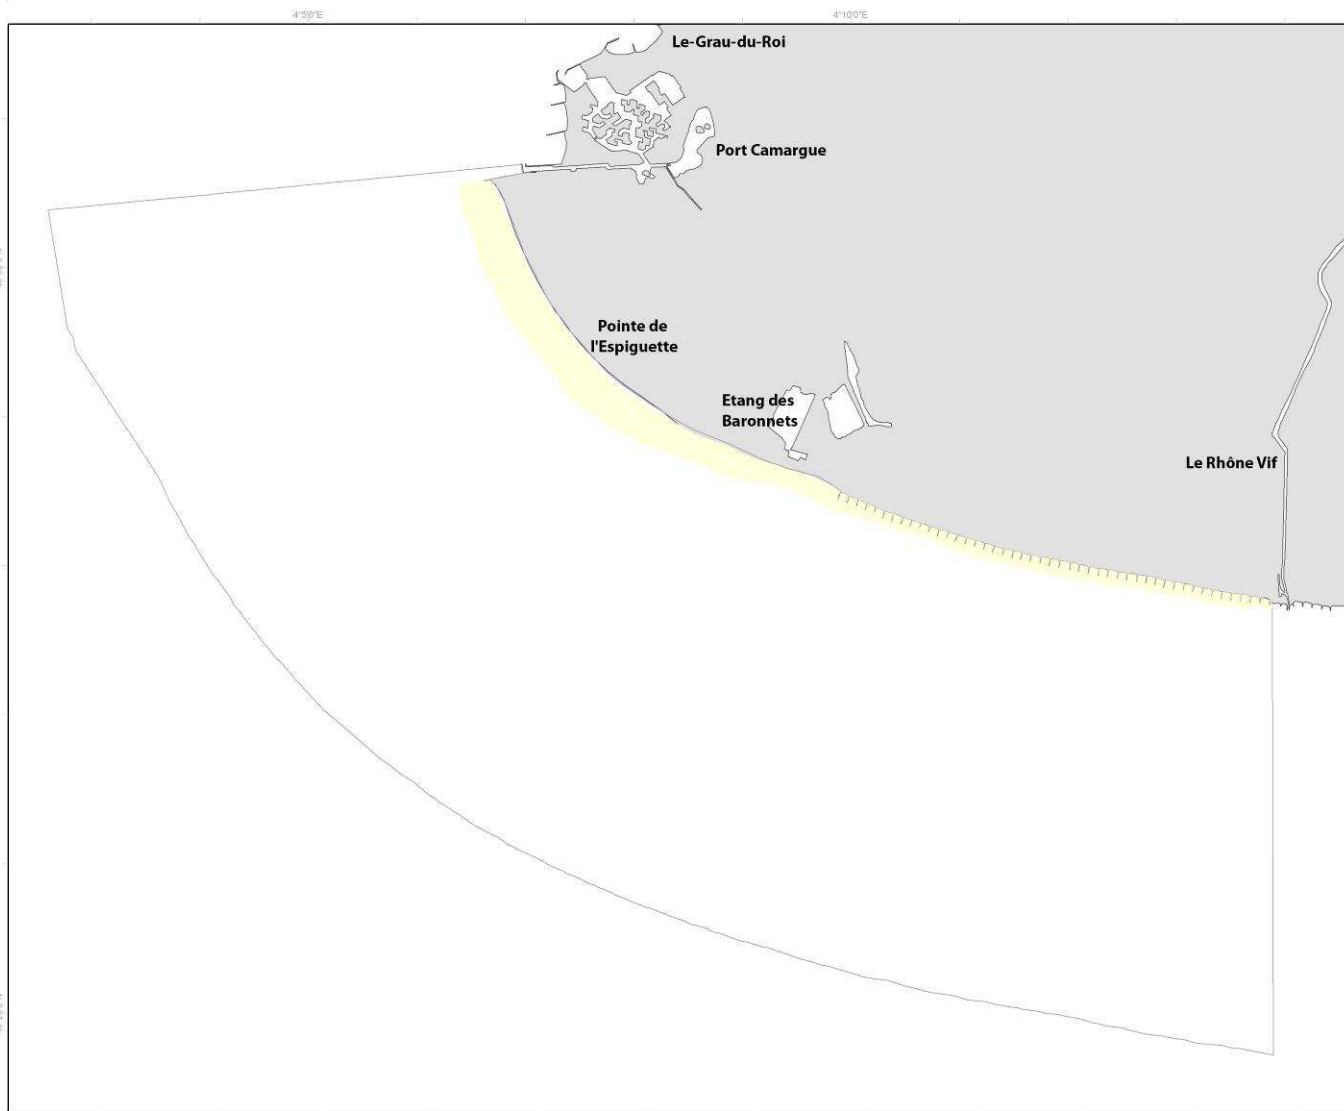 4°5'0"E
4°10'0"E
Le-Grau-du-Roi
Port Camargue
Pointe de
l'Espiguette
Etang des
Baronnets
Le Rhône Vif